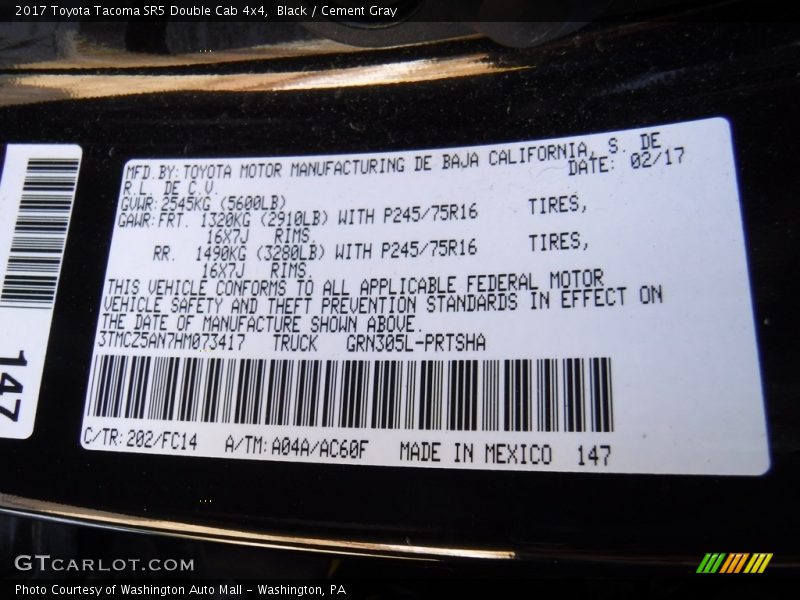 2017 Toyota Tacoma SR5 Double Cab 4x4,  Black / Cement Gray
MFD.BY:TOYOTA MOTOR MANUFACTURING DE BAJA CALIFORNIA, S. DE
R.L. DE C.V. DATE: 02/17
GVWR:2545KG (5600LB)
GAWR:FRT. 1320KG (2910LB) WITH P245/75R16 TIRES,
16X7J RIMS.
RR. 1490KG (3280LB) WITH P245/75R16 TIRES,
16X7J RIMS.
THIS VEHICLE CONFORMS TO ALL APPLICABLE FEDERAL MOTOR
VEHICLE SAFETY AND THEFT PREVENTION STANDARDS IN EFFECT ON
THE DATE OF MANUFACTURE SHOWN ABOVE.
3TMCZ5AN7HM073417 TRUCK GRN305L-PRTSHA
C/TR:202/FC14 A/TM:A04A/AC60F MADE IN MEXICO 147
147
GTCARLOT.COM
Photo Courtesy of Washington Auto Mall – Washington, PA